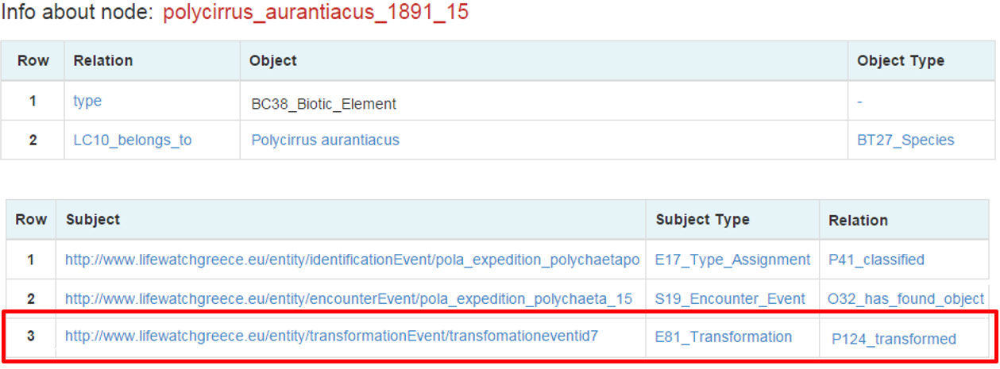 Info about node: polycirrus_aurantiacus_1891_15
Row Relation Object Object Type
1 type BC38_Biotic_Element -
2 LC10_belongs_to Polycirrus aurantiacus BT27_Species
Row Subject Subject Type Relation
1 http://www.lifewatchgreece.eu/entity/identificationEvent/pola_expedition_polychaetapo E17_Type_Assignment P41_classified
2 http://www.lifewatchgreece.eu/entity/encounterEvent/pola_expedition_polychaeta_15 S19_Encounter_Event O32_has_found_object
3 http://www.lifewatchgreece.eu/entity/transformationEvent/transfomationeventid7 E81_Transformation P124_transformed